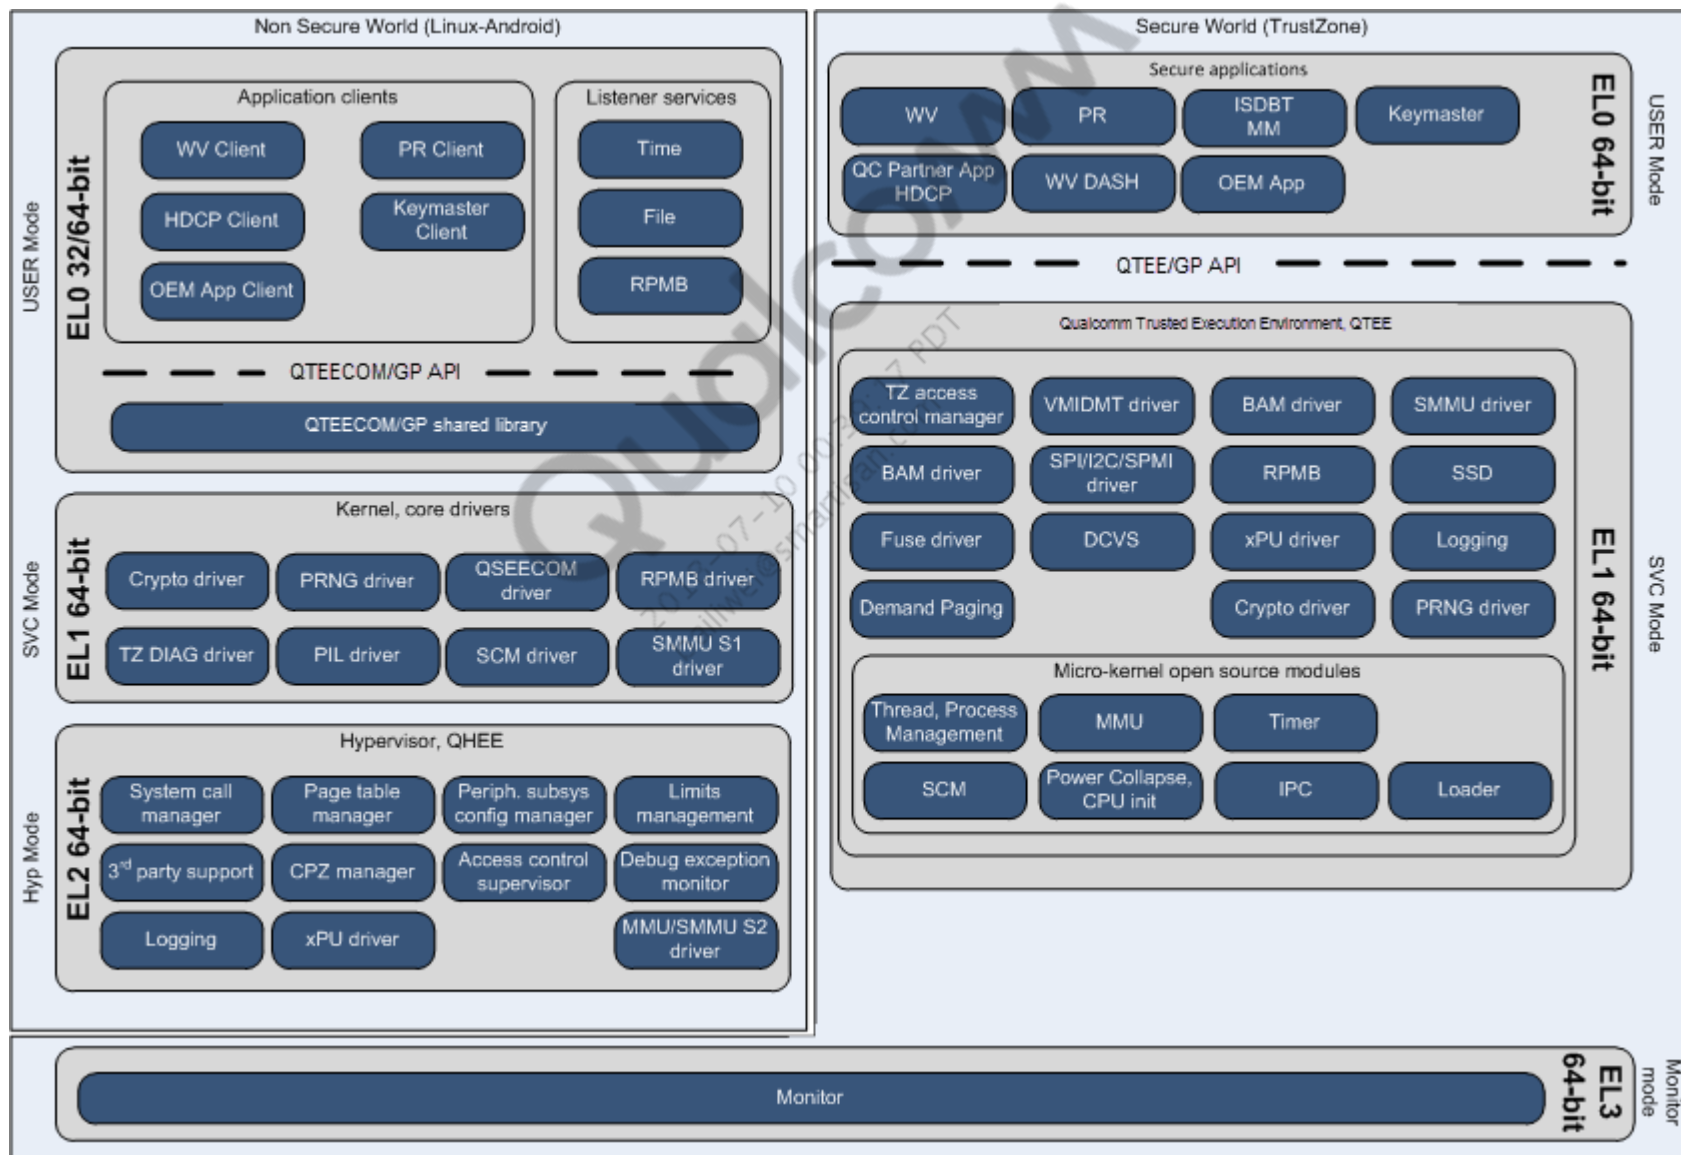 Non Secure World (Linux-Android)
USER Mode
EL0 32/64-bit
Application clients
WV Client
PR Client
HDCP Client
Keymaster
Client
OEM App Client
Listener services
Time
File
RPMB
QTEECOM/GP API
QTEECOM/GP shared library
SVC Mode
EL1 64-bit
Kernel, core drivers
Crypto driver
PRNG driver
QSEECOM
driver
RPMB driver
TZ DIAG driver
PIL driver
SCM driver
SMMU S1
driver
Hyp Mode
EL2 64-bit
Hypervisor, QHEE
System call
manager
Page table
manager
Periph. subsys
config manager
Limits
management
3rd party support
CPZ manager
Access control
supervisor
Debug exception
monitor
Logging
xPU driver
MMU/SMMU S2
driver
Secure World (TrustZone)
Secure applications
WV
PR
ISDBT
MM
Keymaster
QC Partner App
HDCP
WV DASH
OEM App
EL0 64-bit
USER Mode
QTEE/GP API
Qualcomm Trusted Execution Environment, QTEE
TZ access
control manager
VMIDMT driver
BAM driver
SMMU driver
BAM driver
SPI/I2C/SPMI
driver
RPMB
SSD
Fuse driver
DCVS
xPU driver
Logging
Demand Paging
Crypto driver
PRNG driver
Micro-kernel open source modules
Thread, Process
Management
MMU
Timer
SCM
Power Collapse,
CPU init
IPC
Loader
EL1 64-bit
SVC Mode
Monitor
EL3
64-bit
Monitor
mode
Qualcomm